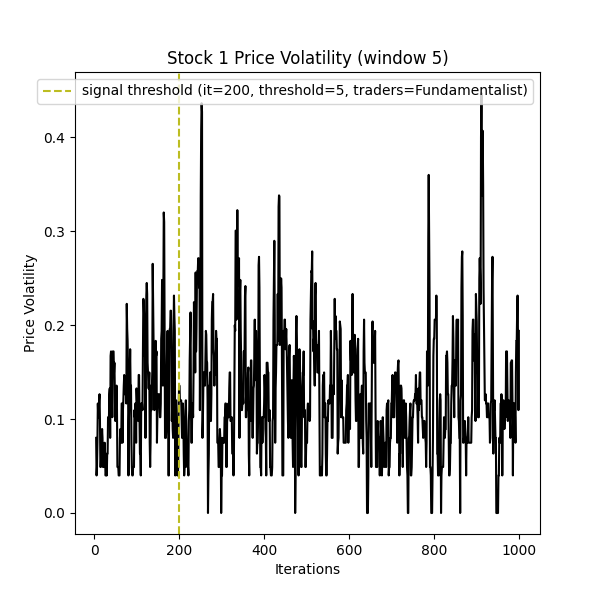 Stock 1 Price Volatility (window 5)
signal threshold (it=200, threshold=5, traders=Fundamentalist)
0.4
0.3
0.2
0.1
0.0
Price Volatility
0 200 400 600 800 1000
Iterations